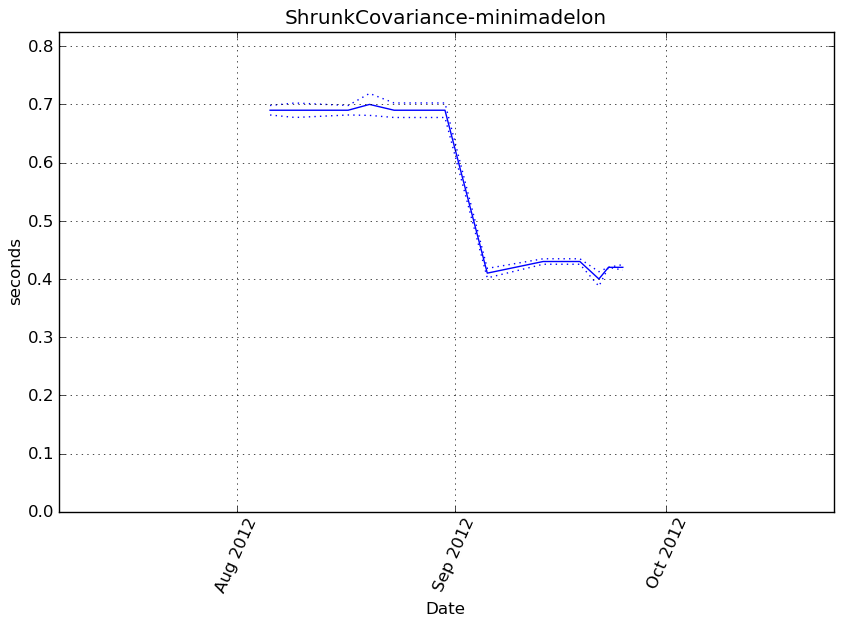 ShrunkCovariance-minimadelon
0.8
0.7
0.6
0.5
0.4
0.3
0.2
0.1
0.0
seconds
Aug 2012
Sep 2012
Oct 2012
Date